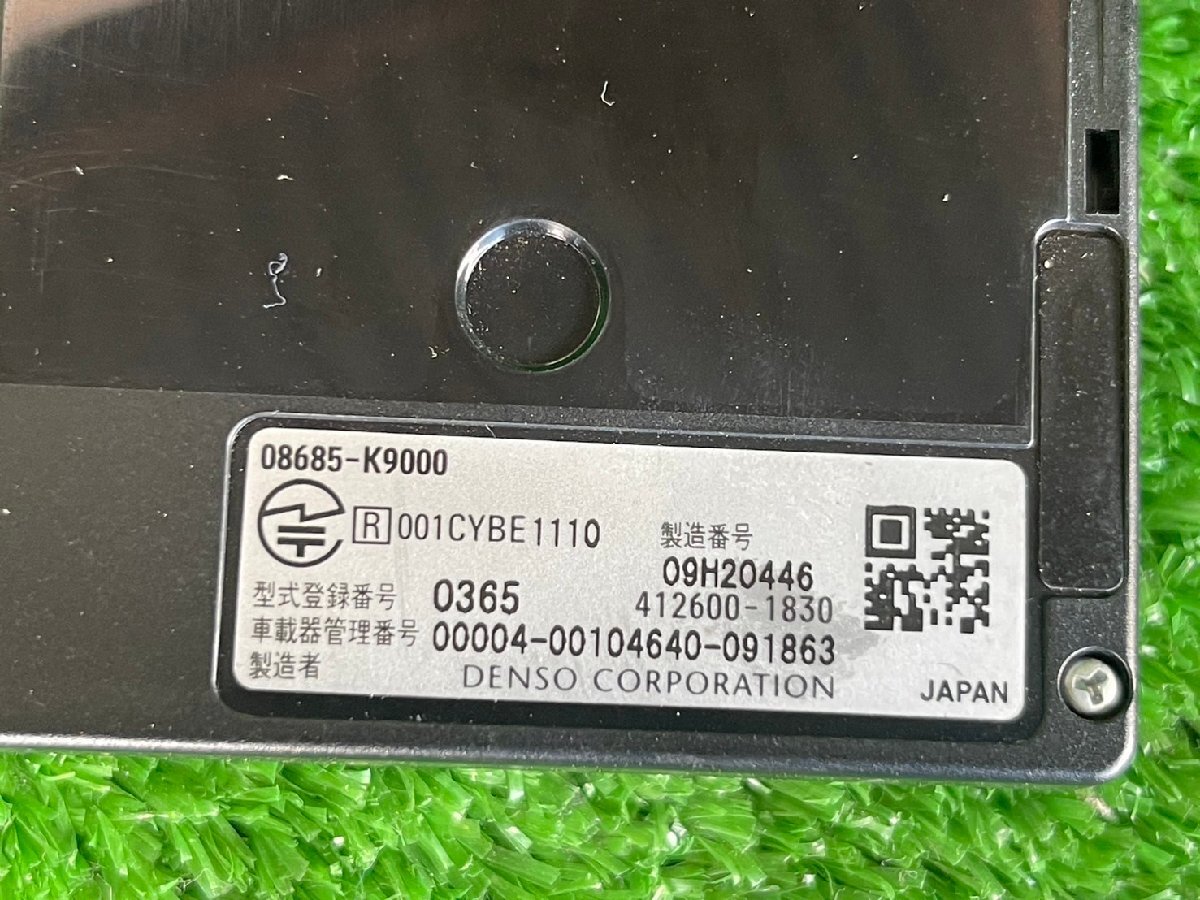 08685-K9000
R 001CYBE1110
製造番号
09H20446
型式登録番号 0365
412600-1830
車載器管理番号 00004-00104640-091863
製造者 DENSO CORPORATION
JAPAN